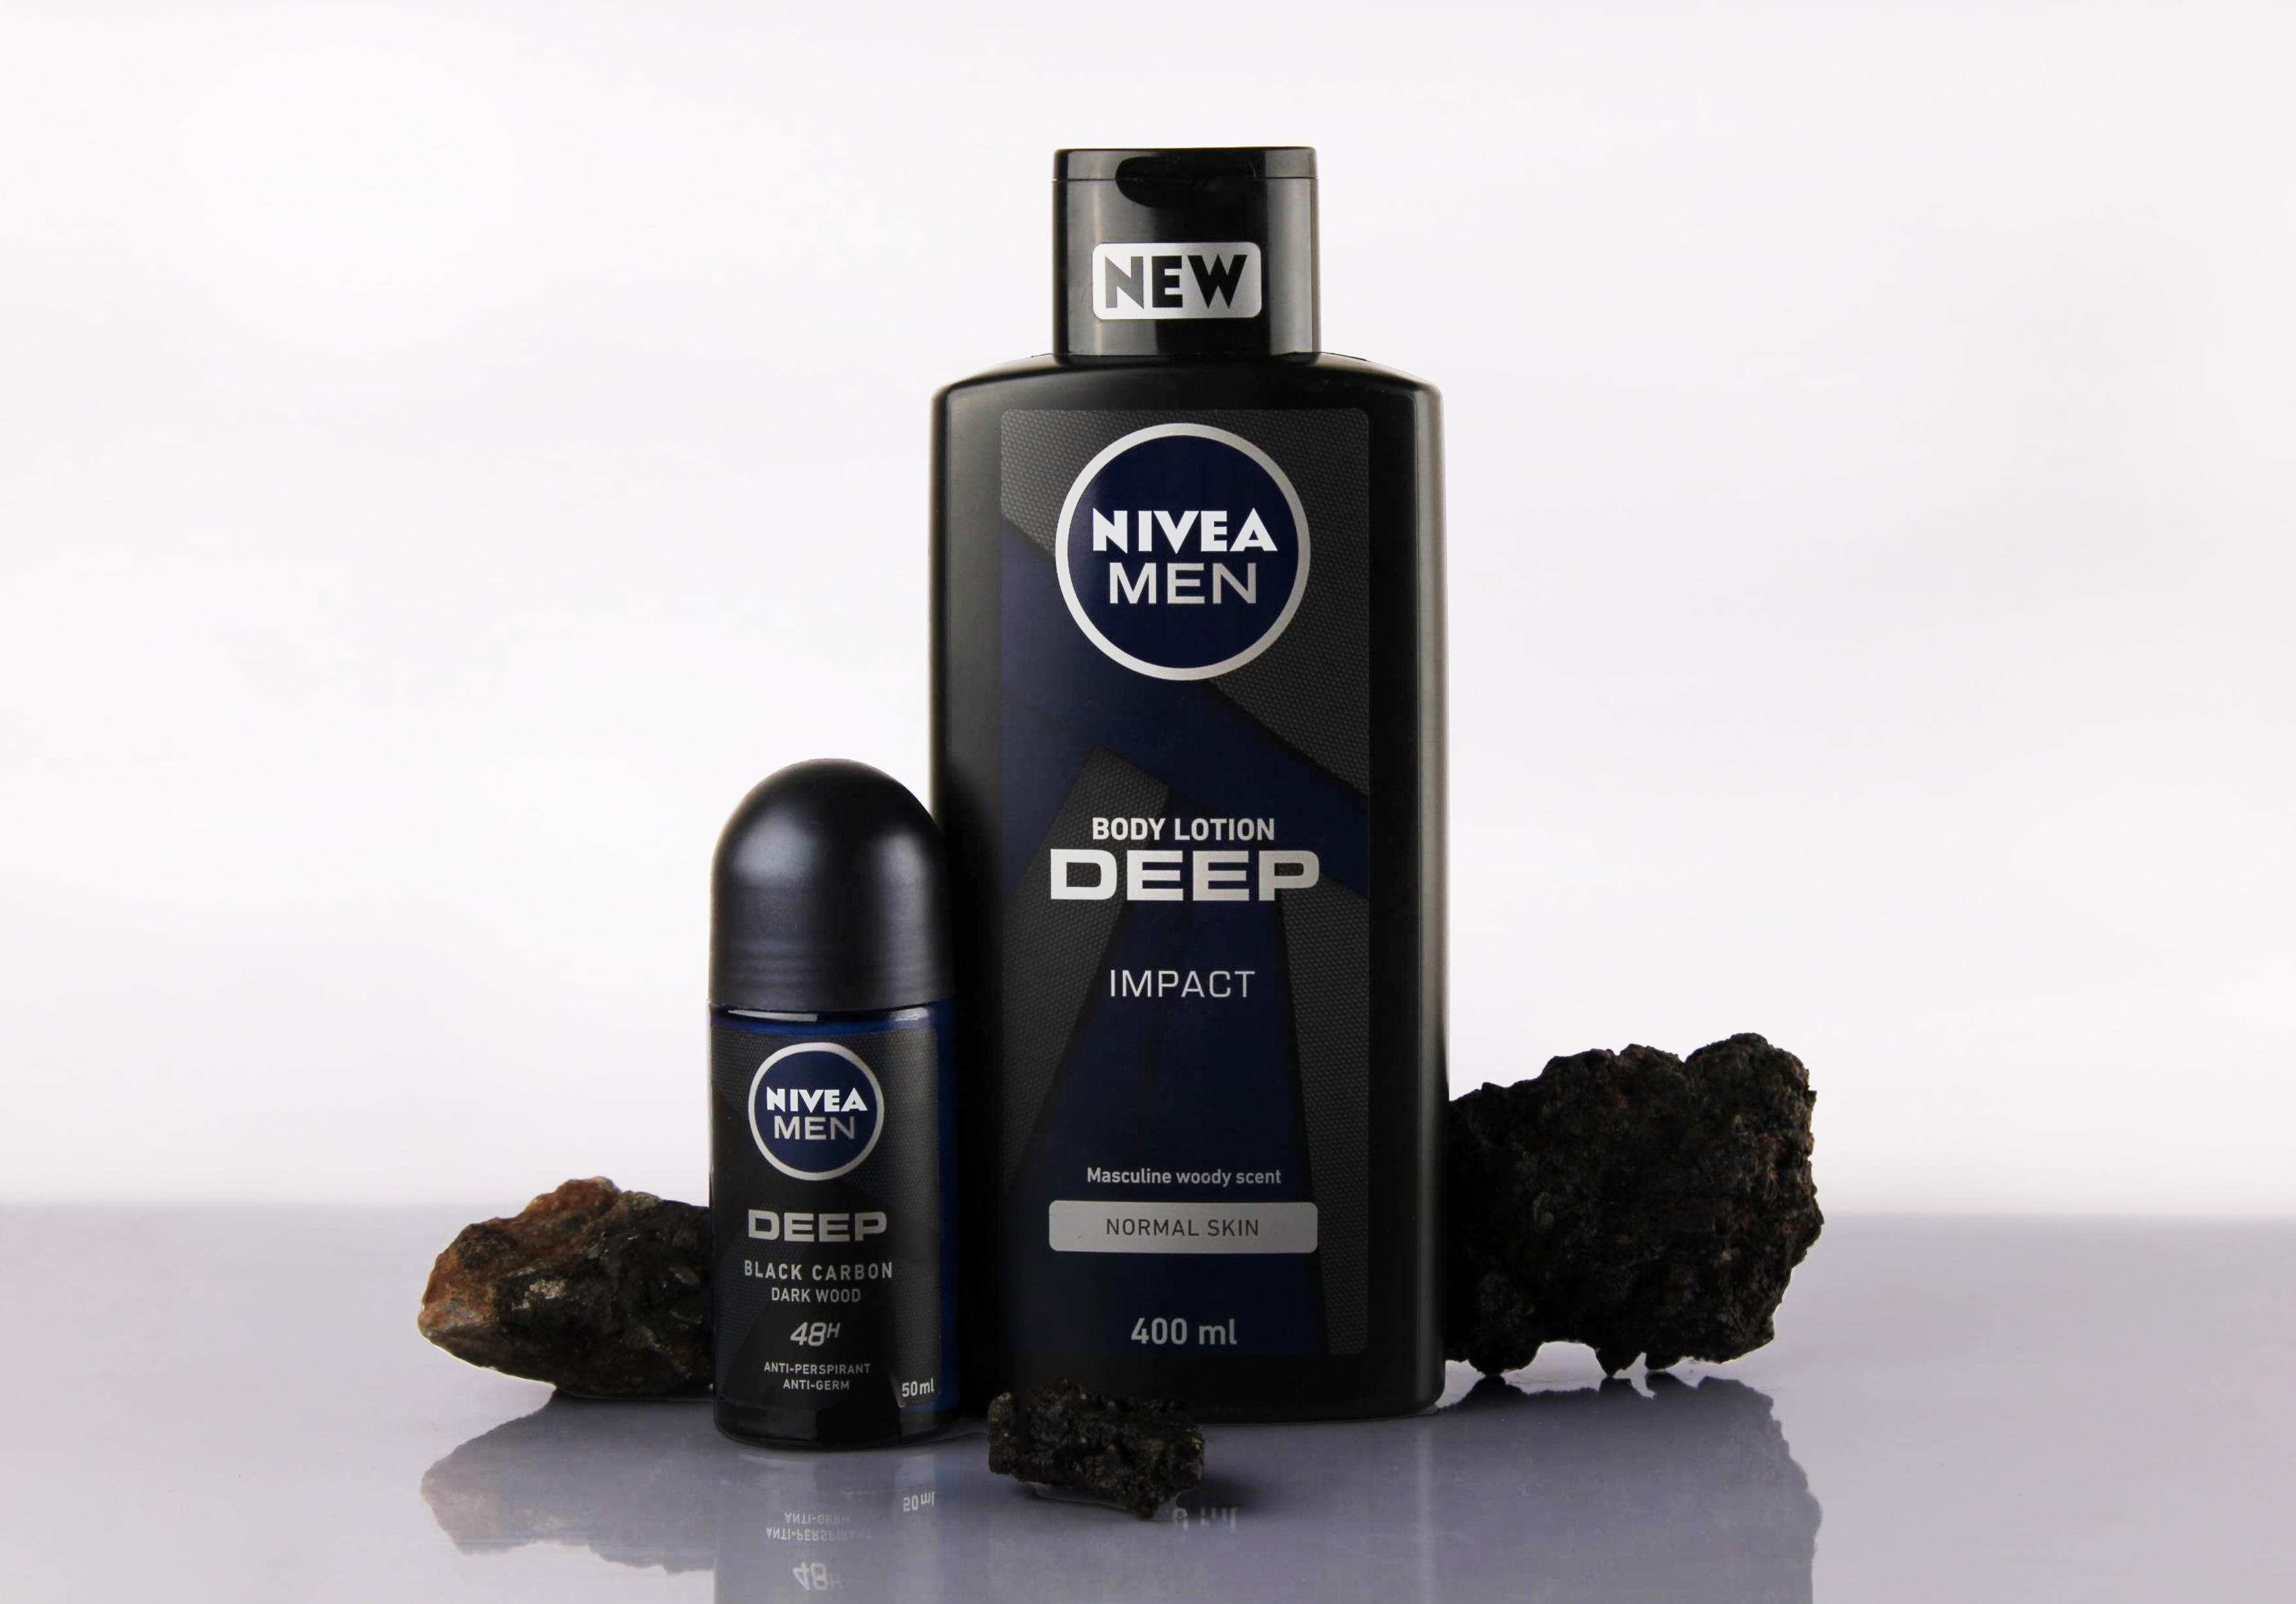 NEW
NIVEA
MEN
BODY LOTION
DEEP
IMPACT
Masculine woody scent
NORMAL SKIN
400 ml
NIVEA
MEN
DEEP
BLACK CARBON
DARK WOOD
48H
ANTI-PERSPIRANT
ANTI-GERM
50ml